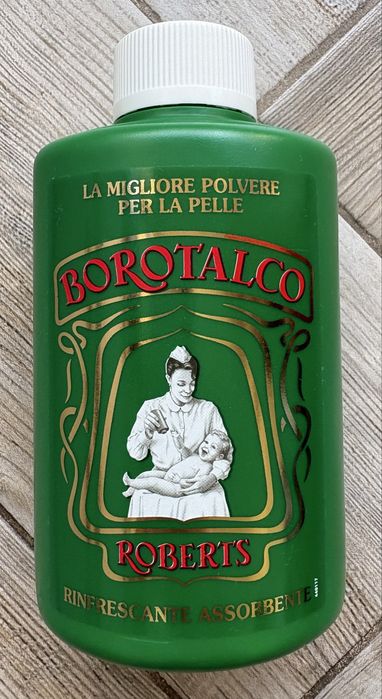 LA MIGLIORE POLVERE
PER LA PELLE
BOROTALCO
ROBERTS
RINFRESCANTE ASSORBENTE